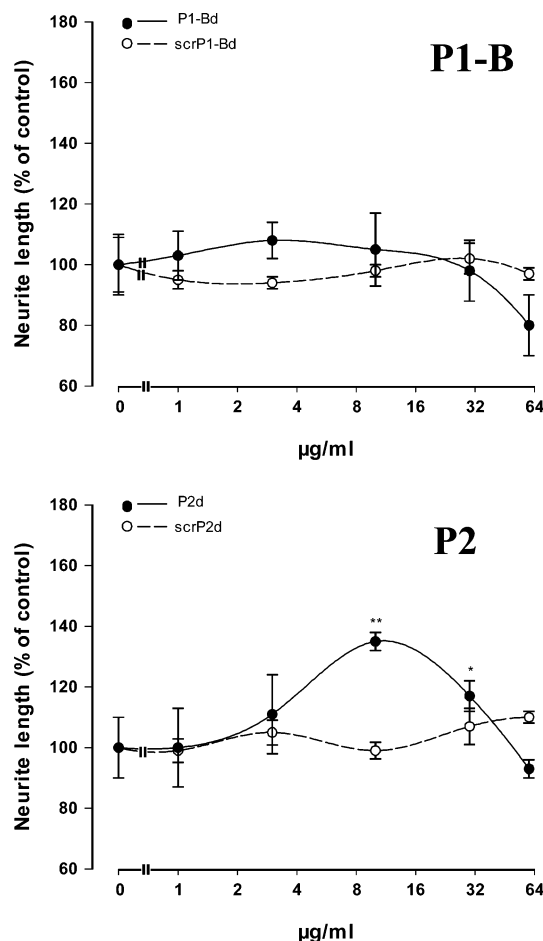 180
P1-Bd
scrP1-Bd
P1-B
160
140
120
100
80
60
Neurite length (% of control)
0 1 2 4 8 16 32 64
µg/ml
180
P2d
scrP2d
P2
160
140
**
120
*
100
80
60
Neurite length (% of control)
0 1 2 4 8 16 32 64
µg/ml